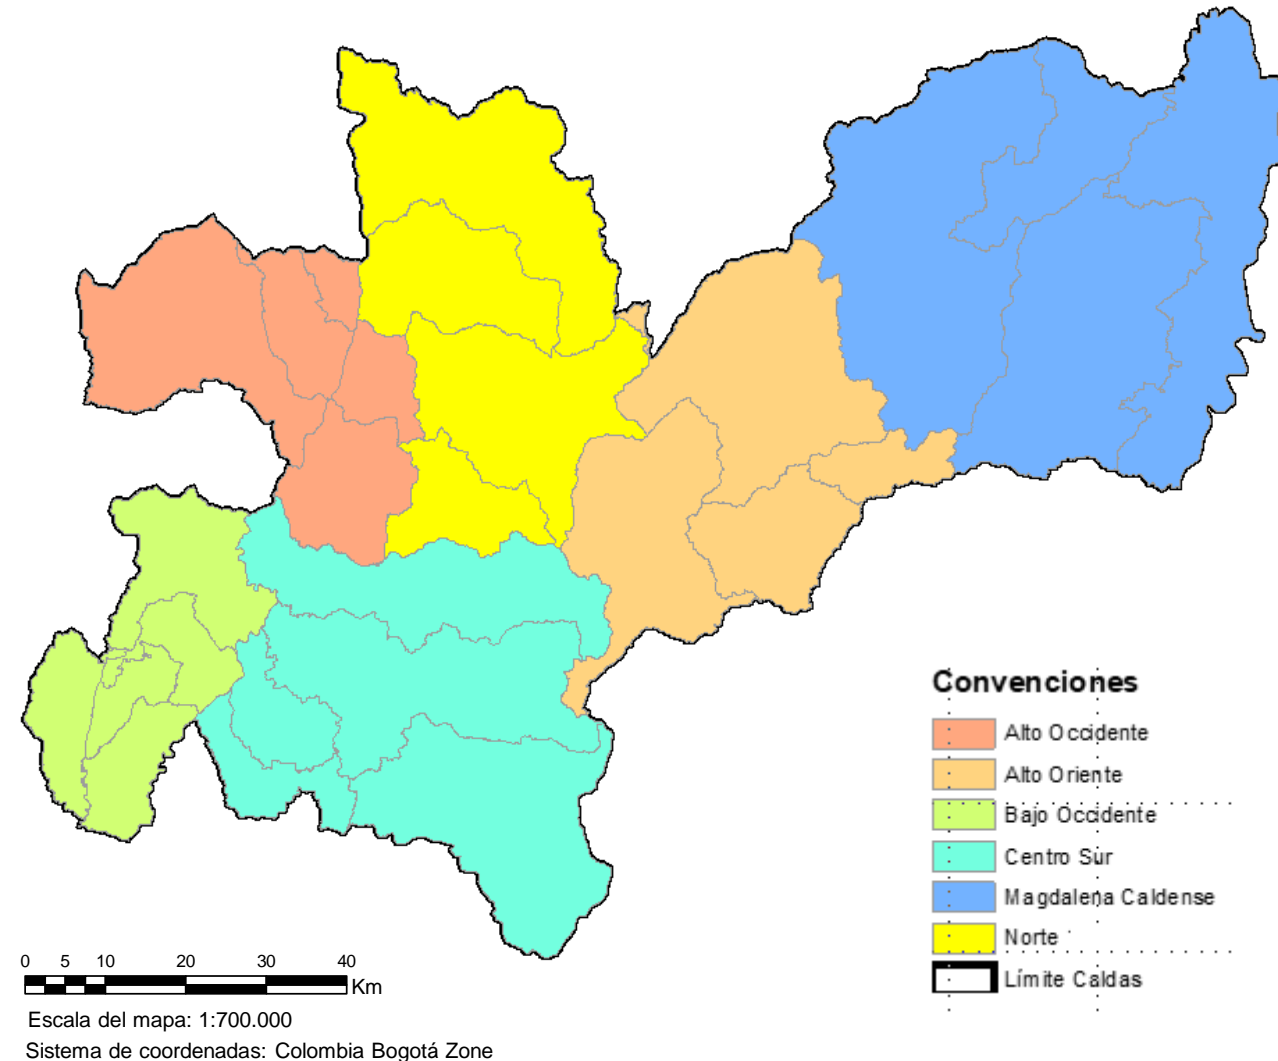 Convenciones
Alto Occidente
Alto Oriente
Bajo Occidente
Centro Sur
Magdalena Caldense
Norte
Límite Caldas
0 5 10 20 30 40
Km
Escala del mapa: 1:700.000
Sistema de coordenadas: Colombia Bogotá Zone